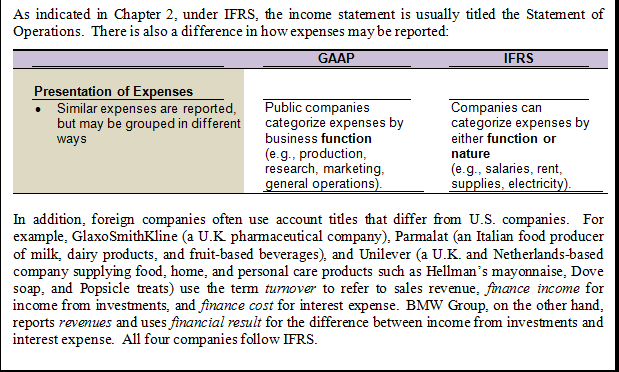 As indicated in Chapter 2, under IFRS, the income statement is usually titled the Statement of
Operations. There is also a difference in how expenses may be reported:
GAAP IFRS
Presentation of Expenses
• Similar expenses are reported,
but may be grouped in different
ways
Public companies
categorize expenses by
business function
(e.g., production,
research, marketing,
general operations).
Companies can
categorize expenses by
either function or
nature
(e.g., salaries, rent,
supplies, electricity).
In addition, foreign companies often use account titles that differ from U.S. companies. For
example, GlaxoSmithKline (a U.K. pharmaceutical company), Parmalat (an Italian food producer
of milk, dairy products, and fruit-based beverages), and Unilever (a U.K. and Netherlands-based
company supplying food, home, and personal care products such as Hellman's mayonnaise, Dove
soap, and Popsicle treats) use the term turnover to refer to sales revenue, finance income for
income from investments, and finance cost for interest expense. BMW Group, on the other hand,
reports revenues and uses financial result for the difference between income from investments and
interest expense. All four companies follow IFRS.